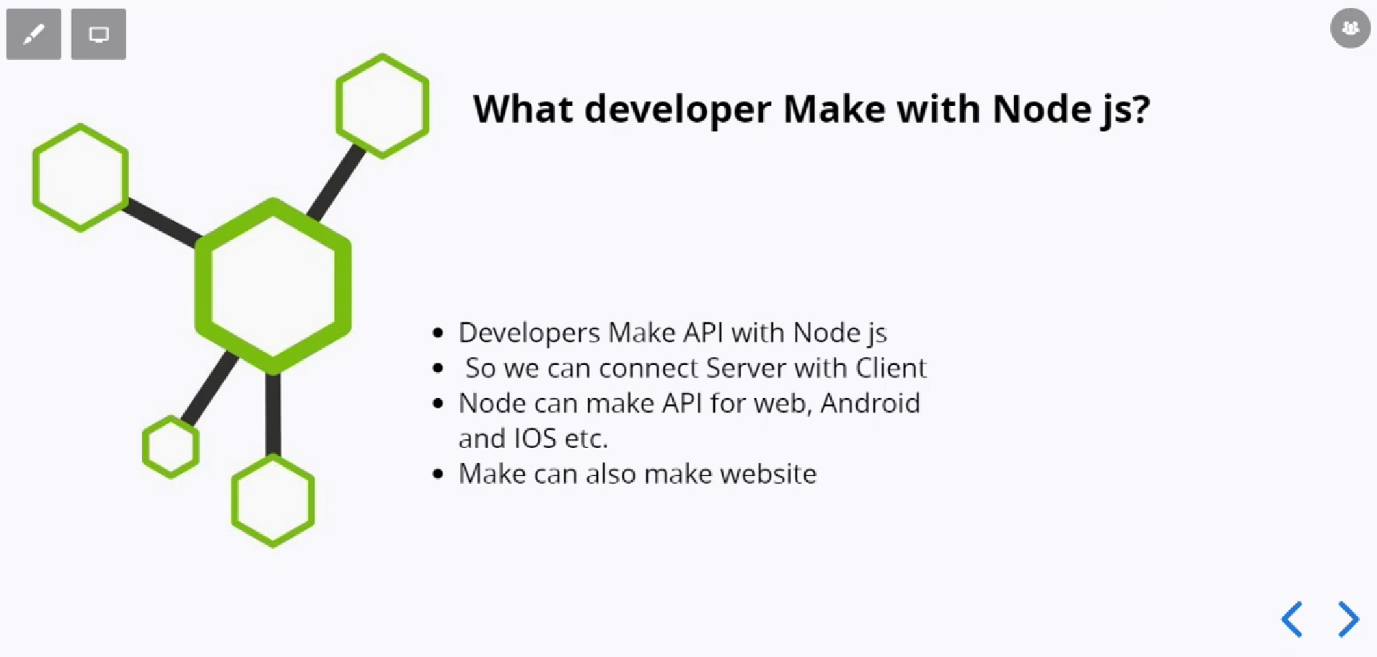 What developer Make with Node js?
• Developers Make API with Node js
• So we can connect Server with Client
• Node can make API for web, Android
and IOS etc.
• Make can also make website